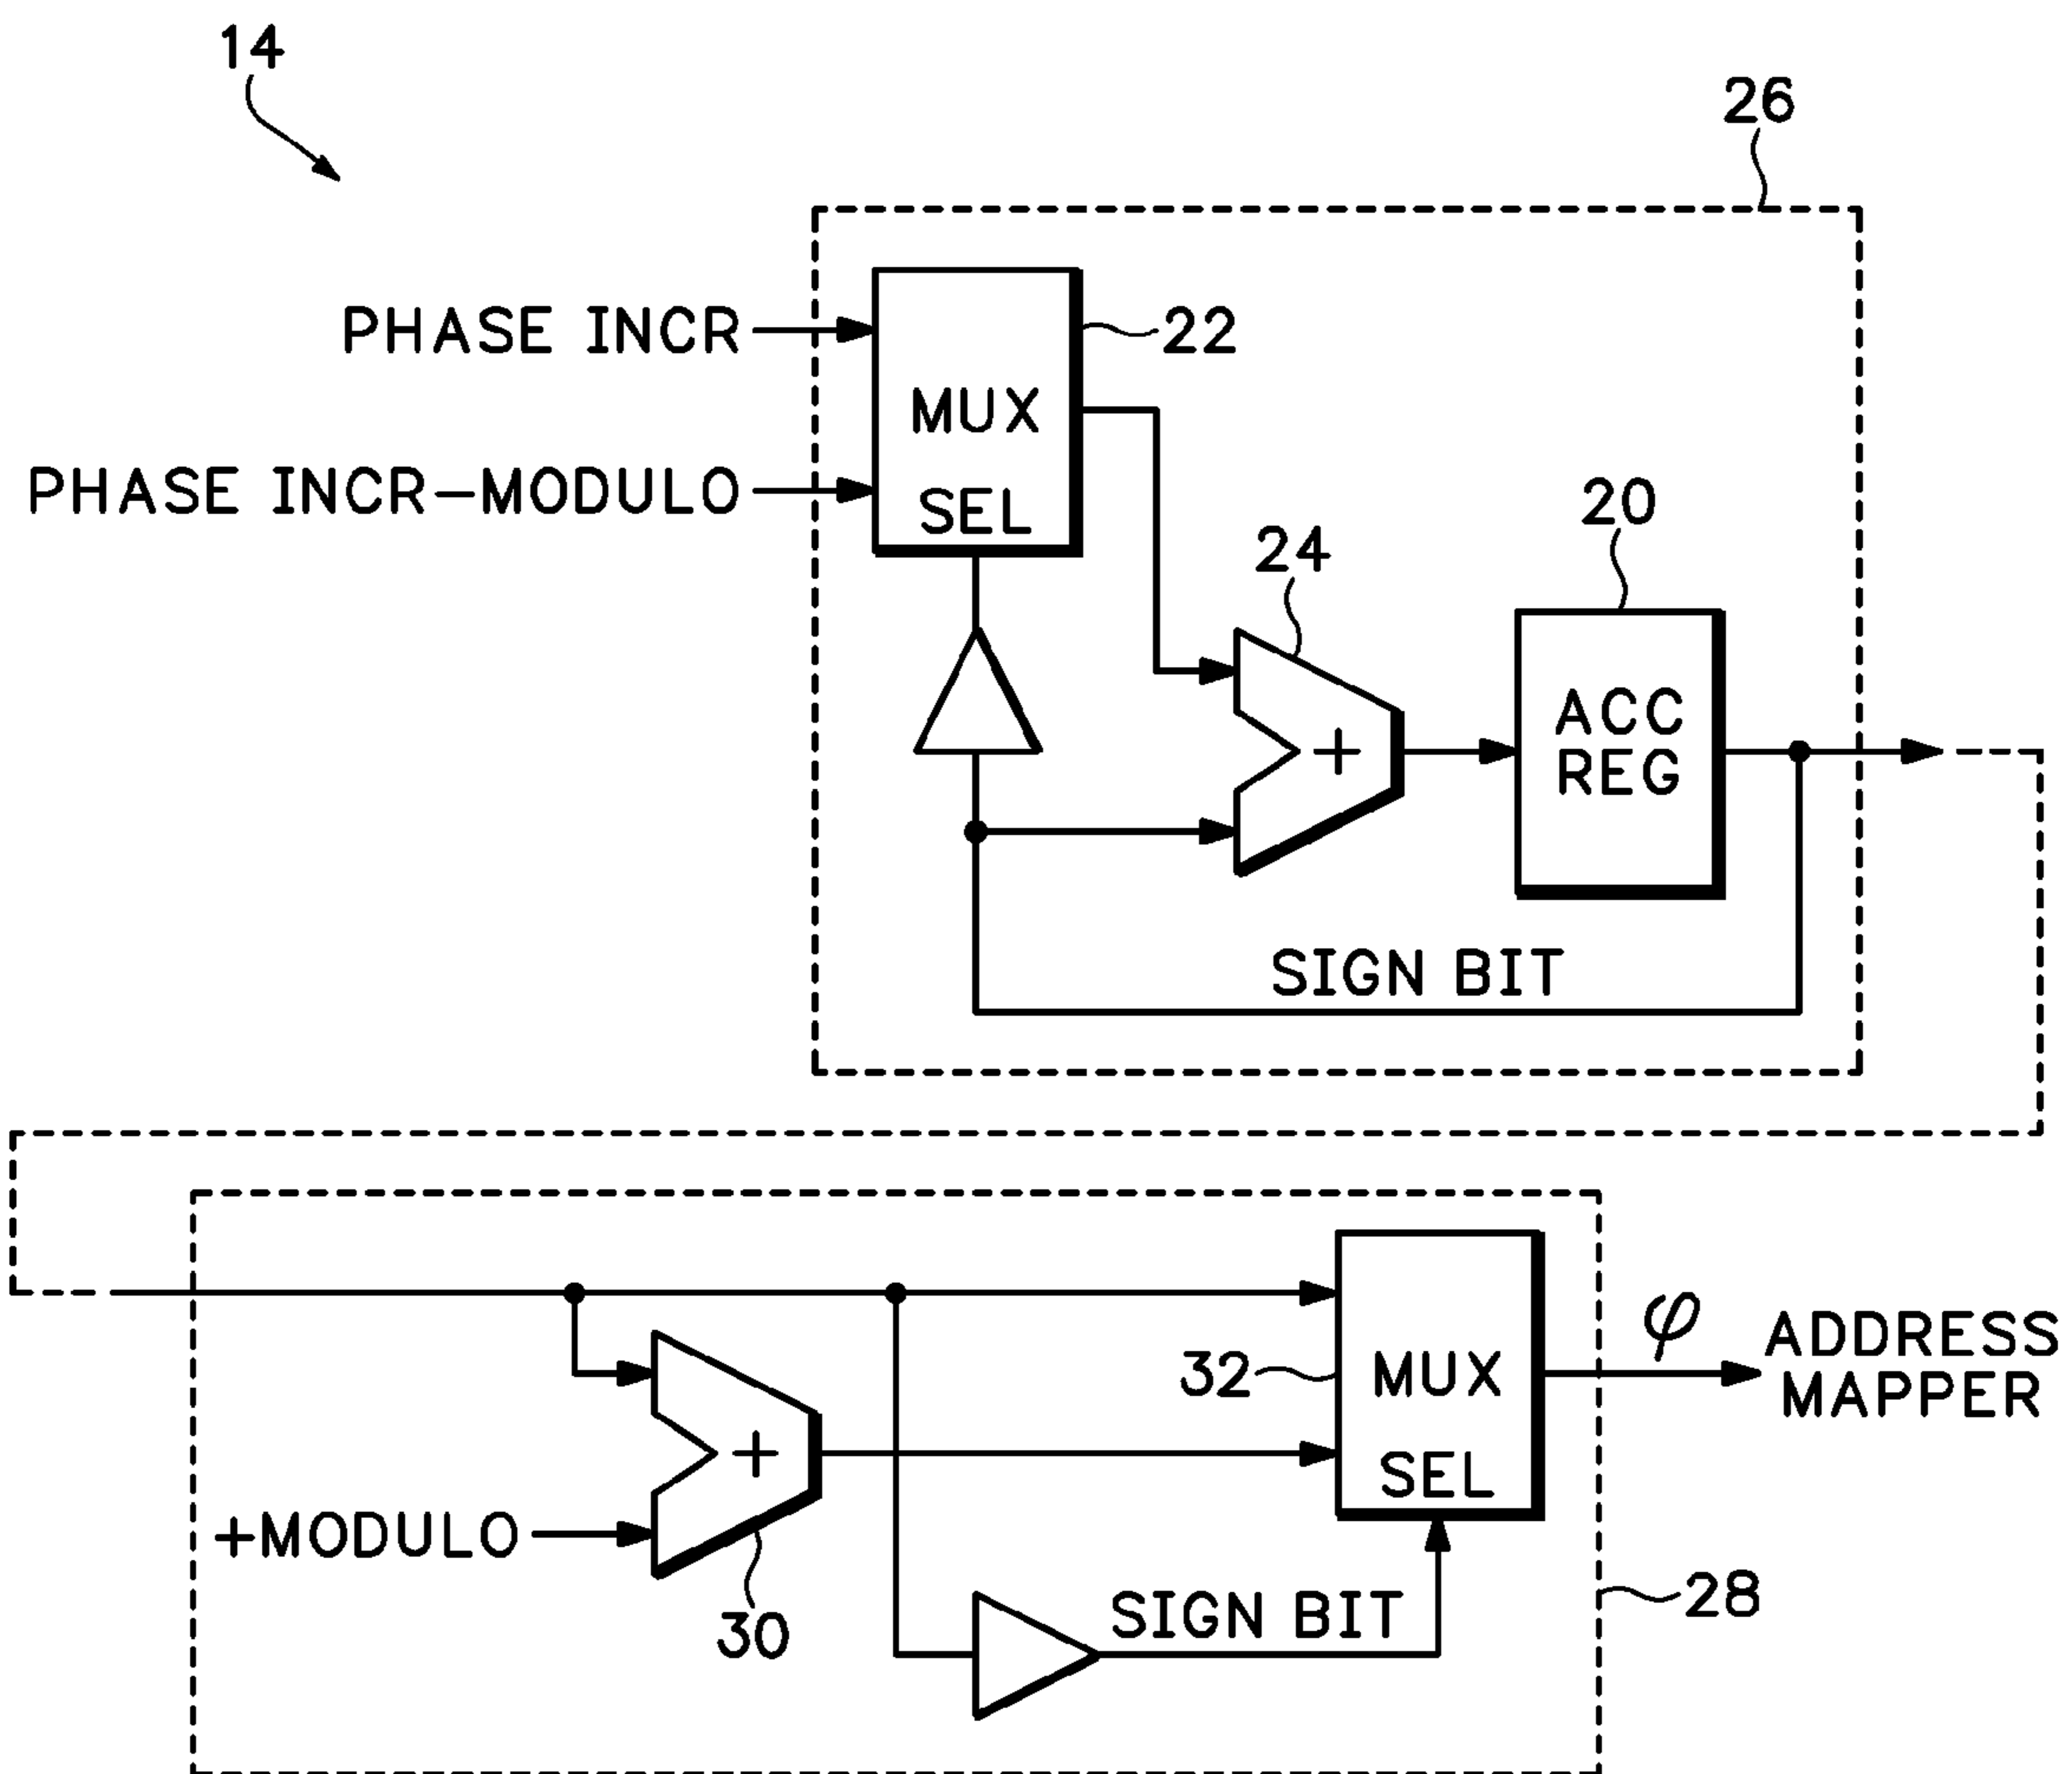 14
26
PHASE INCR
22
MUX
PHASE INCR-MODULO
SEL
20
24
ACC
REG
+
SIGN BIT
φ
ADDRESS
MAPPER
32
MUX
+
SEL
+MODULO
28
SIGN BIT
30